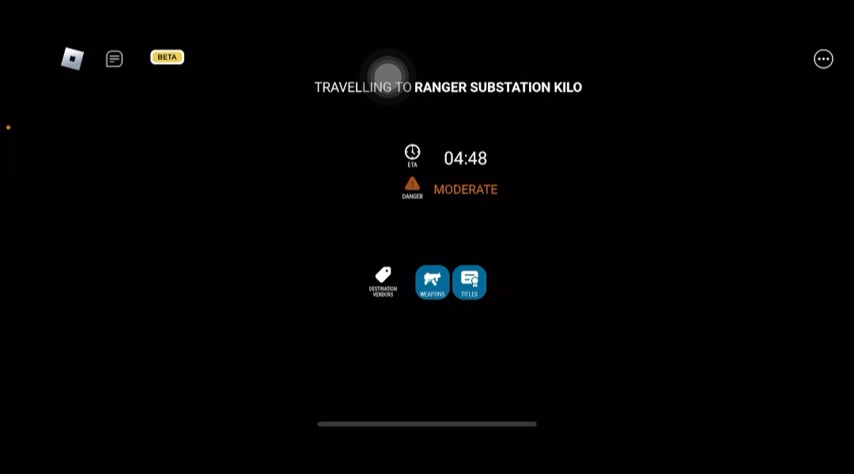 BETA
TRAVELLING TO RANGER SUBSTATION KILO
ETA
04:48
DANGER
MODERATE
DESTINATION
VENDORS
WEAPONS
TITLES